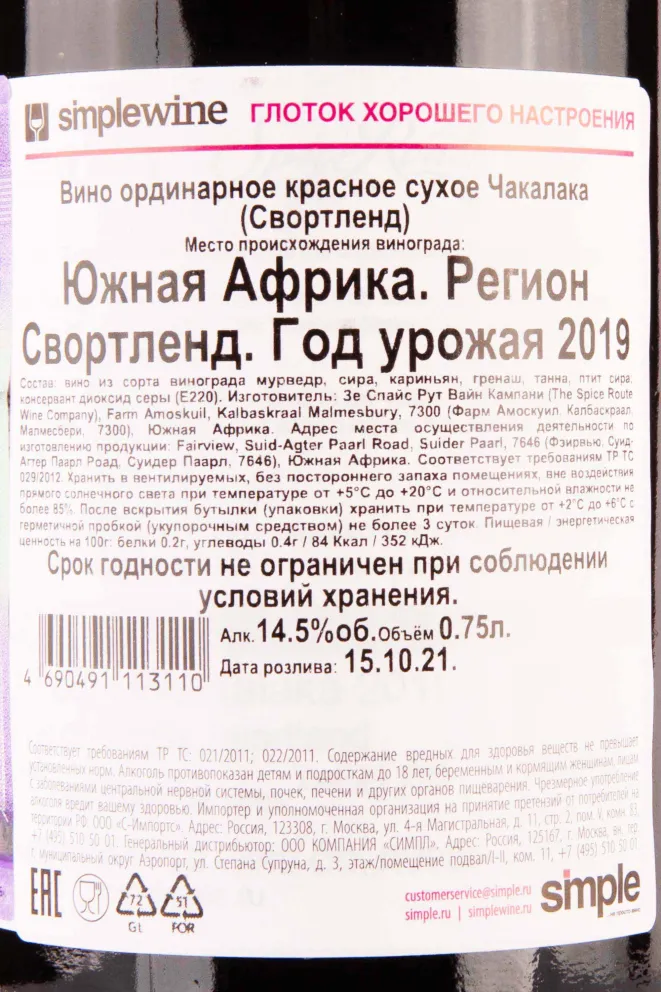 simplewine ГЛОТОК ХОРОШЕГО НАСТРОЕНИЯ
Вино ординарное красное сухое Чакалака
(Свортленд)
Место происхождения винограда:
Южная Африка. Регион
Свортленд. Год урожая 2019
Состав: вино из сорта винограда мурведр, сира, кариньян, гренаш, танна, птит сира,
консервант диоксид серы (Е220). Изготовитель: Зе Спайс Рут Вайн Кампани (The Spice Route
Wine Company), Farm Amoskuil, Kalbaskraal Malmesbury, 7300 (Фарм Амоскуил, Калбаскраал,
Малмесбери, 7300), Южная Африка. Адрес места осуществления деятельности по
изготовлению продукции: Fairview, Suid-Agter Paarl Road, Suider Paarl, 7646 (Фэирвью, Суид-
Агтер Паарл Роад, Суидер Паарл, 7646), Южная Африка. Соответствует требованиям ТР ТС
029/2012. Хранить в вентилируемых, без постороннего запаха помещениях, вне воздействия
прямого солнечного света при температуре от +5°С до +20°С и относительной влажности не
более 85%. После вскрытия бутылки (упаковки) хранить при температуре от +2°С до +6°С с
герметичной пробкой (укупорочным средством) не более 3 суток. Пищевая / энергетическая
ценность на 100г: белки 0.2г, углеводы 0.4г / 84 Ккал / 352 кДж.
Срок годности не ограничен при соблюдении
условий хранения.
Алк. 14.5%об. Объём 0.75л.
Дата розлива: 15.10.21.
4 690491 113110
Соответствует требованиям ТР ТС: 021/2011; 022/2011. Содержание вредных для здоровья веществ не превышает
установленных норм. Алкоголь противопоказан детям и подросткам до 18 лет, беременным и кормящим женщинам, лицам
с заболеваниями центральной нервной системы, почек, печени и других органов пищеварения. Чрезмерное употребление
алкоголя вредит вашему здоровью. Импортер и уполномоченная организация на принятие претензий от потребителей на
территории РФ: ООО «С-Импортс». Адрес: Россия, 123308, г. Москва, ул. 4-я Магистральная, д. 11, стр. 2, пом. V, комн. 83,
+7 (495) 510 50 01. Генеральный дистрибьютор: ООО КОМПАНИЯ «СИМПЛ». Адрес: Россия, 125167, г. Москва, вн. тер.
г. муниципальный округ Аэропорт, ул. Степана Супруна, д. 3, этаж/помещение подвал/I-II, ком. 11, +7 (495) 510 50 01
EAC
72
Gt
51
FOR
customerservice@simple.ru
simple.ru | simplewine.ru
simple